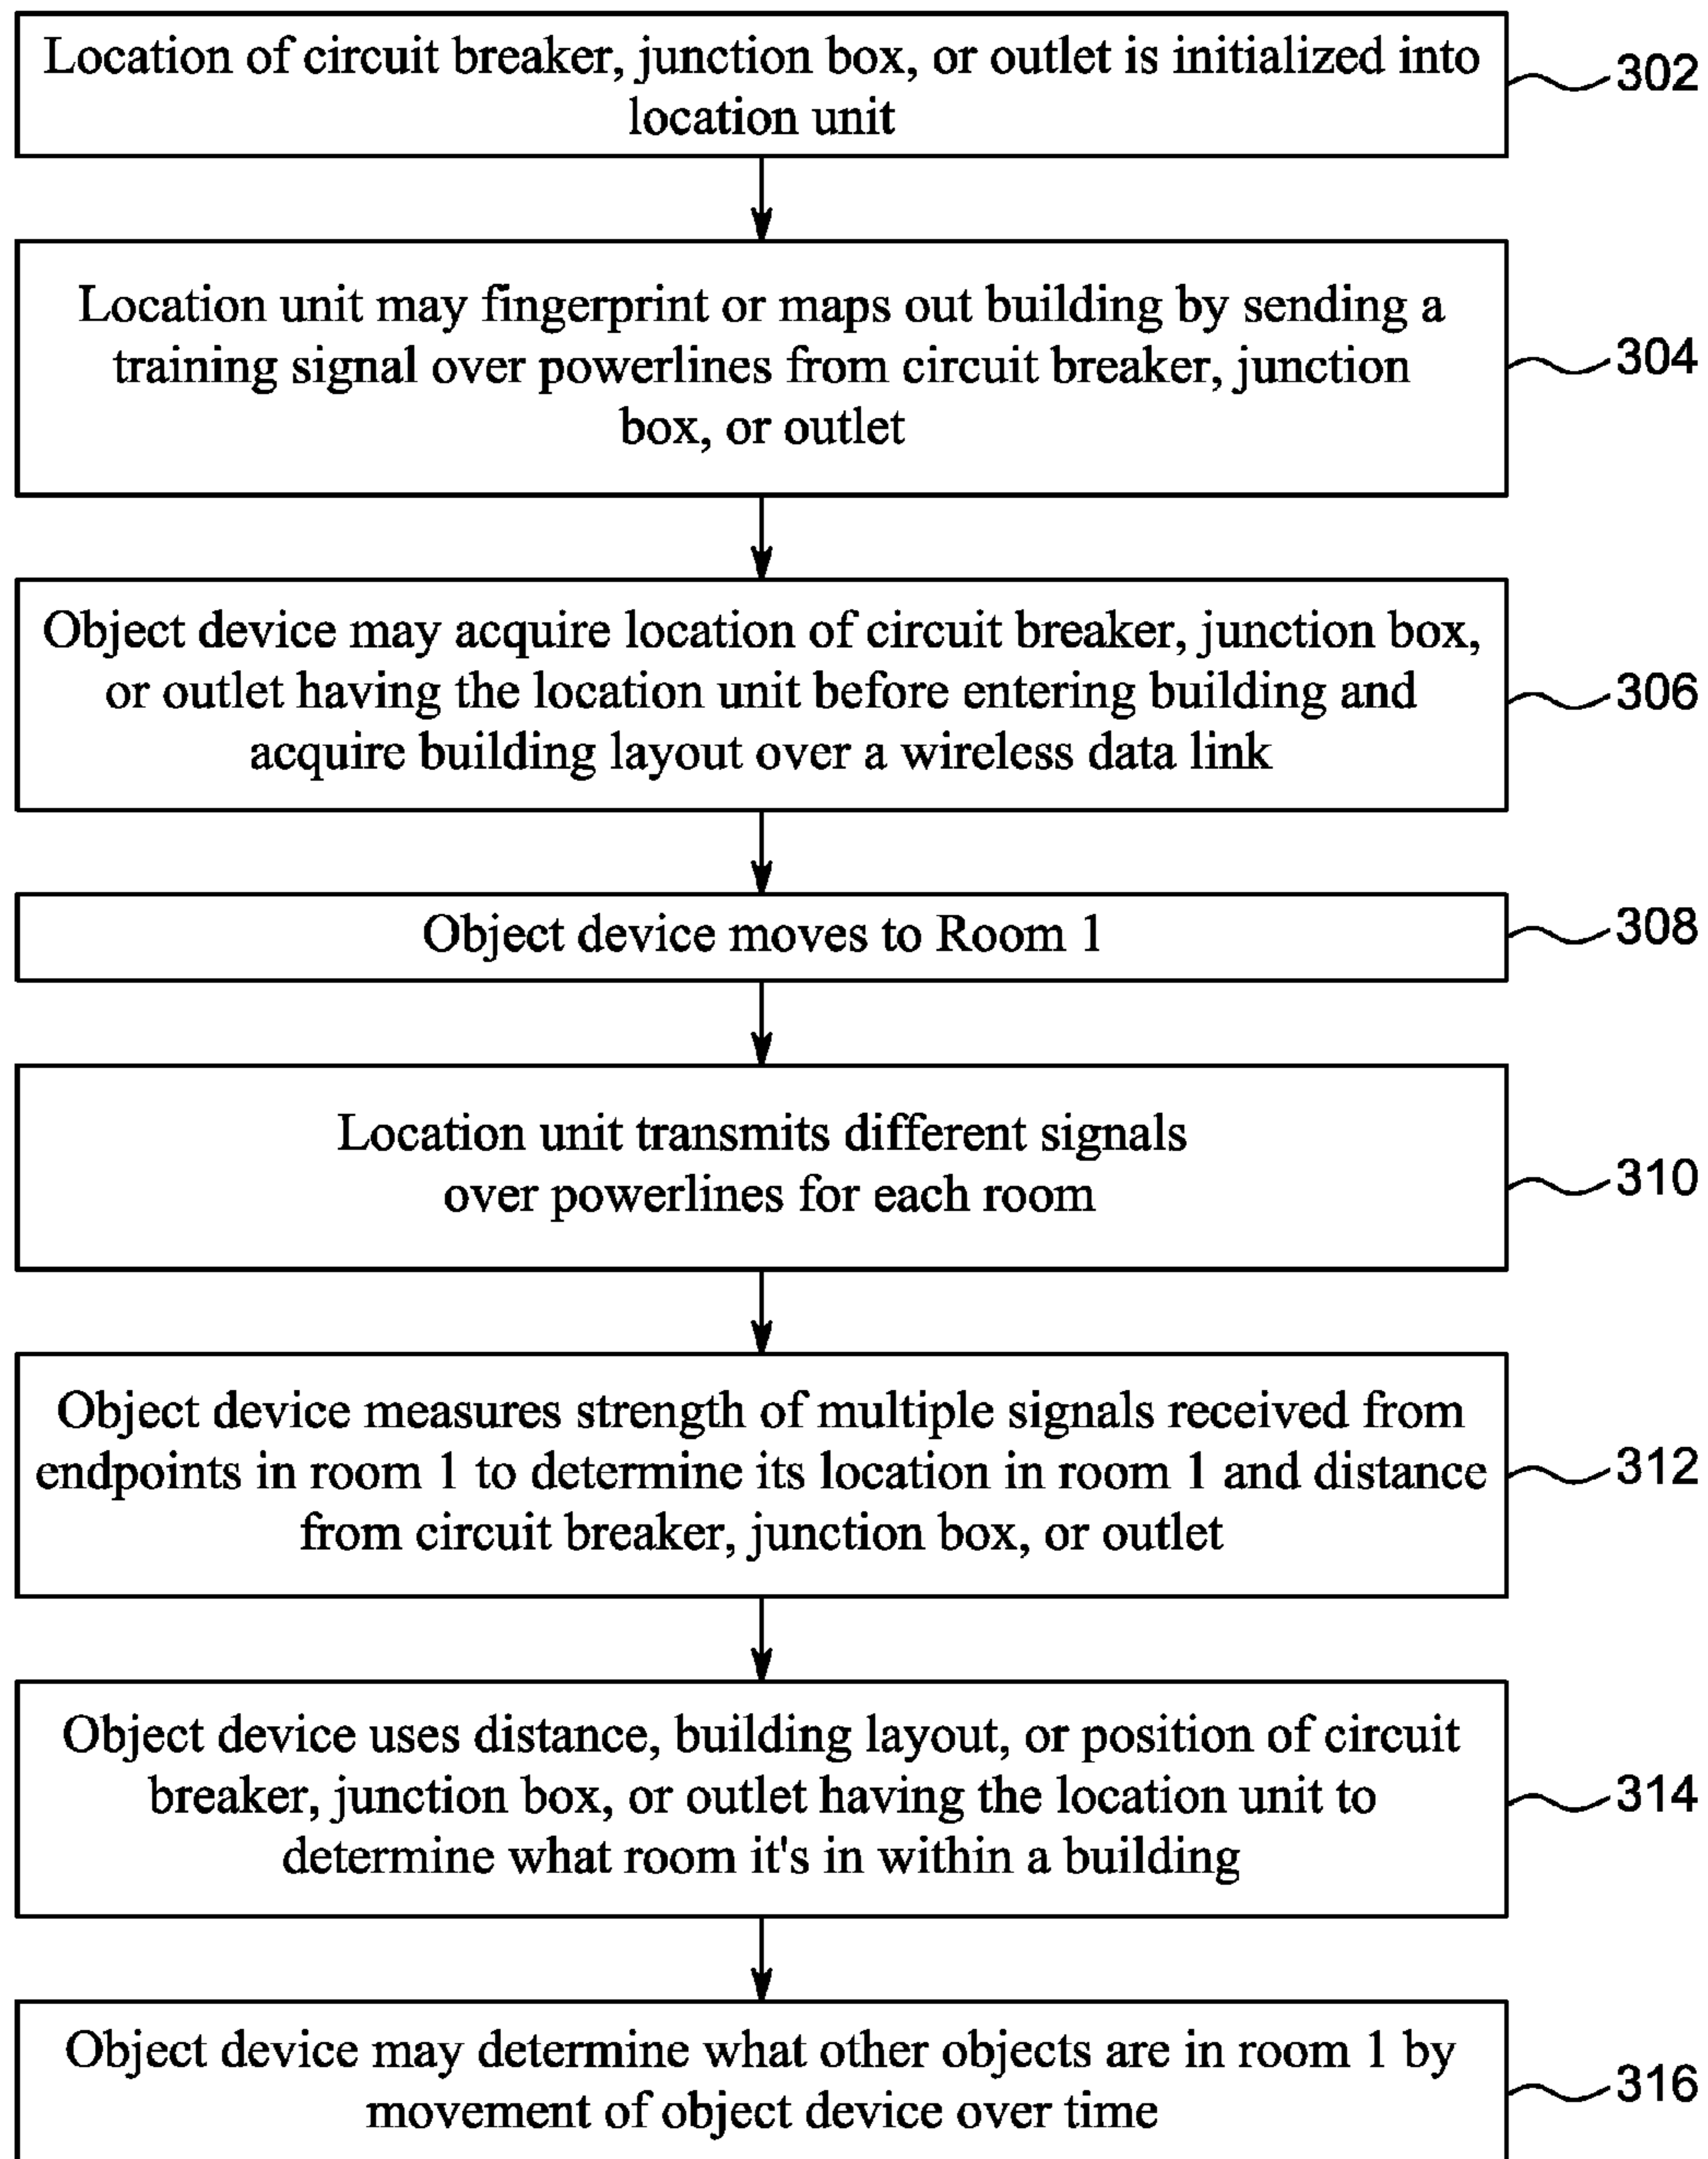 Location of circuit breaker, junction box, or outlet is initialized into
location unit
302
Location unit may fingerprint or maps out building by sending a
training signal over powerlines from circuit breaker, junction
box, or outlet
304
Object device may acquire location of circuit breaker, junction box,
or outlet having the location unit before entering building and
acquire building layout over a wireless data link
306
Object device moves to Room 1
308
Location unit transmits different signals
over powerlines for each room
310
Object device measures strength of multiple signals received from
endpoints in room 1 to determine its location in room 1 and distance
from circuit breaker, junction box, or outlet
312
Object device uses distance, building layout, or position of circuit
breaker, junction box, or outlet having the location unit to
determine what room it's in within a building
314
Object device may determine what other objects are in room 1 by
movement of object device over time
316